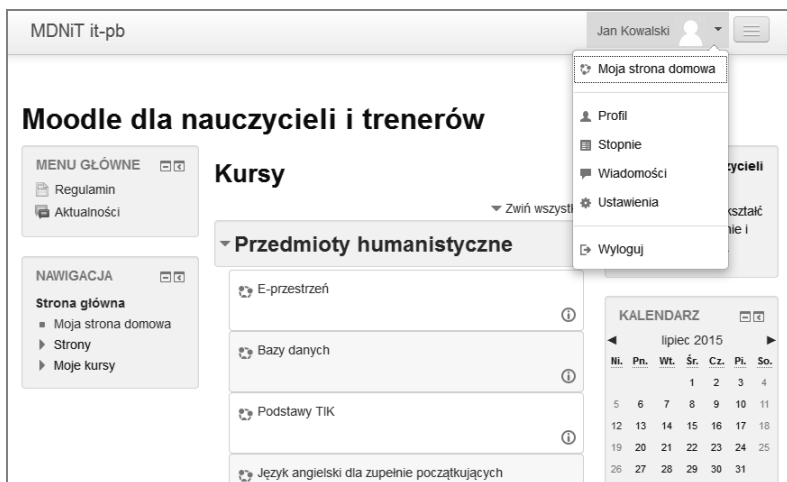 MDNiT it-pb
Jan Kowalski
Moja strona domowa
Profil
Stopnie
Wiadomości
Ustawienia
Wyloguj
Moodle dla nauczycieli i trenerów
MENU GŁÓWNE
Regulamin
Aktualności
NAWIGACJA
Strona główna
Moja strona domowa
Strony
Moje kursy
Kursy
Zwiń
Przedmioty humanistyczne
E-przestrzeń
Bazy danych
Podstawy TIK
Język angielski dla zupełnie początkujących
i
KALENDARZ
lipiec 2015
Ni. Pn. Wt. Śr. Cz. Pi. So.
1 2 3 4
5 6 7 8 9 10 11
12 13 14 15 16 17 18
19 20 21 22 23 24 25
26 27 28 29 30 31